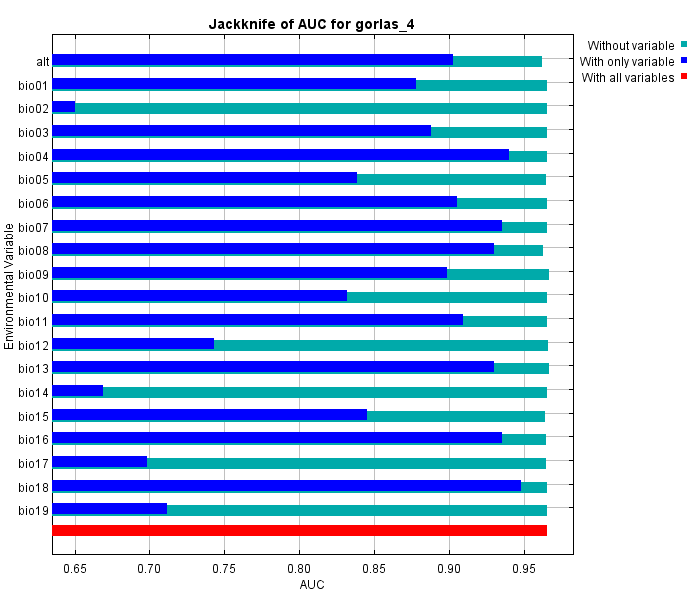 Jackknife of AUC for gorlas_4
Without variable
With only variable
With all variables
Environmental Variable
alt
bio01
bio02
bio03
bio04
bio05
bio06
bio07
bio08
bio09
bio10
bio11
bio12
bio13
bio14
bio15
bio16
bio17
bio18
bio19
0.65 0.70 0.75 0.80 0.85 0.90 0.95
AUC